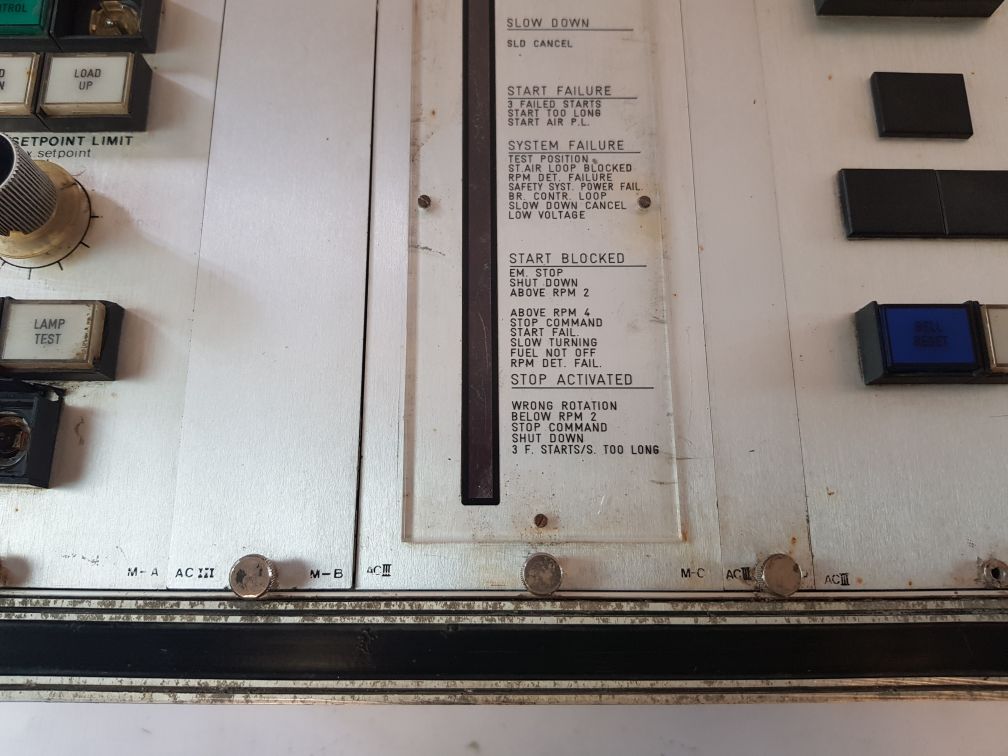 LOAD
UP
SETPOINT LIMIT
x setpoint
LAMP
TEST
SLOW DOWN
SLD CANCEL
START FAILURE
3 FAILED STARTS
START TOO LONG
START AIR P.L.
SYSTEM FAILURE
TEST POSITION
ST.AIR LOOP BLOCKED
RPM DET. FAILURE
SAFETY SYST. POWER FAIL.
BR. CONTR. LOOP
SLOW DOWN CANCEL
LOW VOLTAGE
START BLOCKED
EM. STOP
SHUT DOWN
ABOVE RPM 2
ABOVE RPM 4
STOP COMMAND
START FAIL.
SLOW TURNING
FUEL NOT OFF
RPM DET. FAIL.
STOP ACTIVATED
WRONG ROTATION
BELOW RPM 2
STOP COMMAND
SHUT DOWN
3 F. STARTS/S. TOO LONG
BELL
RESET
M-A AC III M-B ACIII M-C ACIII ACIII